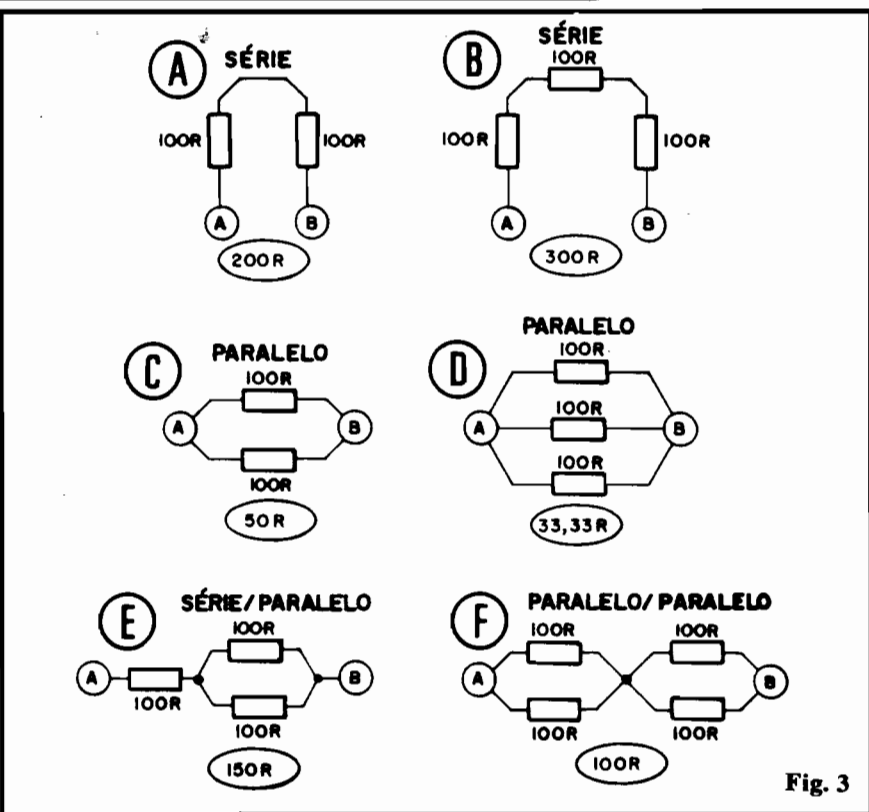 A SÉRIE
100R 100R
A B
200R
B SÉRIE
100R
100R 100R
A B
300R
C PARALELO
100R
A B
100R
50R
D PARALELO
100R
A 100R B
100R
33,33R
E SÉRIE/PARALELO
100R
A B
100R
100R
150R
F PARALELO/PARALELO
100R 100R
A B
100R 100R
100R
Fig. 3